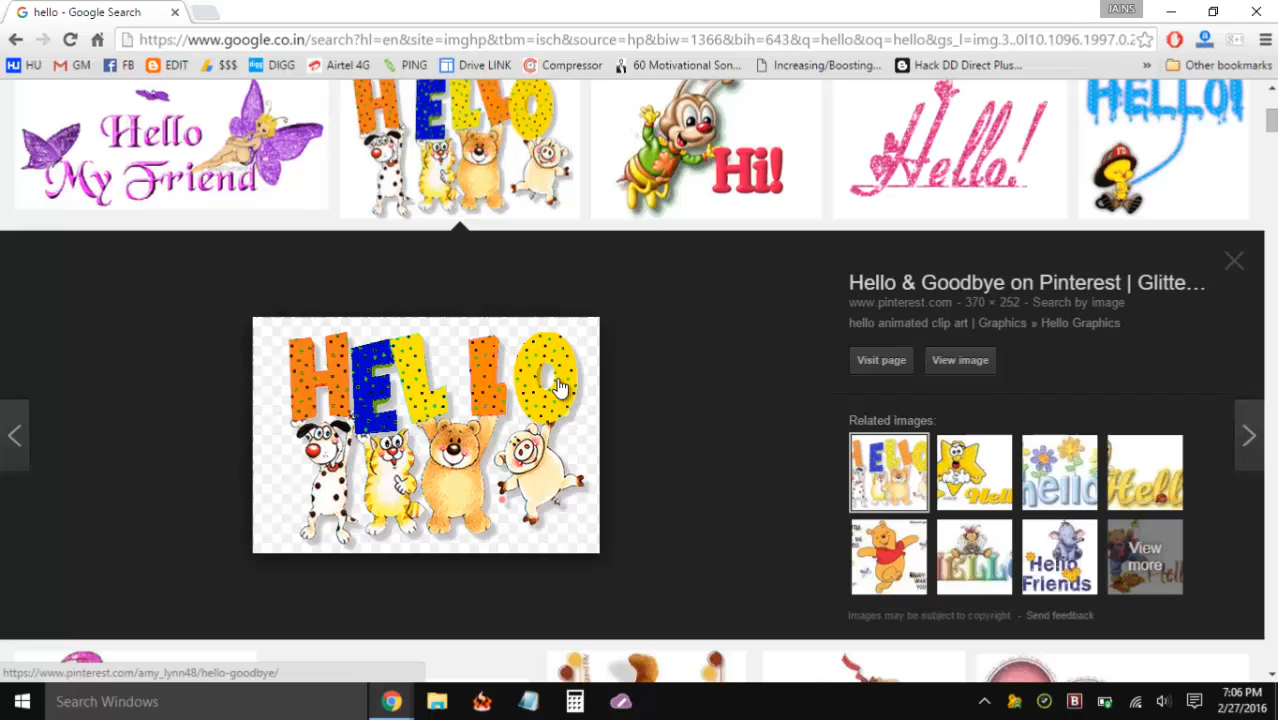 hello - Google Search
JAINS
https://www.google.co.in/search?hl=en&site=imghp&tbm=isch&source=hp&biw=1366&bih=643&q=hello&oq=hello&gs_l=img.3..0l10.1096.1997.0.2
HU GM FB EDIT $$$ DIGG Airtel 4G PING Drive LINK Compressor 60 Motivational Son... Increasing/Boosting... Hack DD Direct Plus... » Other bookmarks
Hello
My Friend
HELLO
Hi!
Hello!
HELLO!
HELLO
Hello & Goodbye on Pinterest | Glitte...
www.pinterest.com - 370 × 252 - Search by image
hello animated clip art | Graphics » Hello Graphics
Visit page View image
Related images:
HELLO
Hello
hello
Hello
HELLO
Hello
Friends
View
more
Images may be subject to copyright. - Send feedback
https://www.pinterest.com/amy_lynn48/hello-goodbye/
Search Windows
7:06 PM
2/27/2016